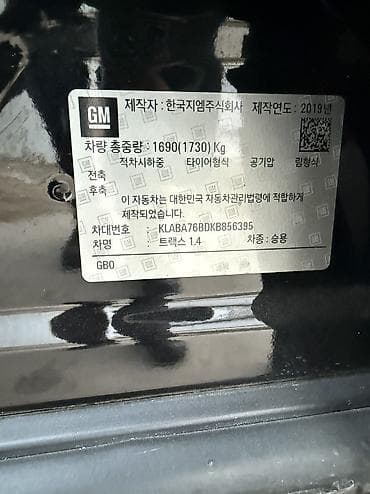 GM 제작자 : 한국지엠주식회사 제작연도 : 2019년
차량 총중량 : 1690(1730) Kg
적차시하중 타이어형식 공기압 림형식
전축
후축
이 자동차는 대한민국 자동차관리법령에 적합하게
제작되었습니다.
차대번호 : KLABA76BDKB856395
차명 : 트랙스 1.4 차종 : 승용
GB0